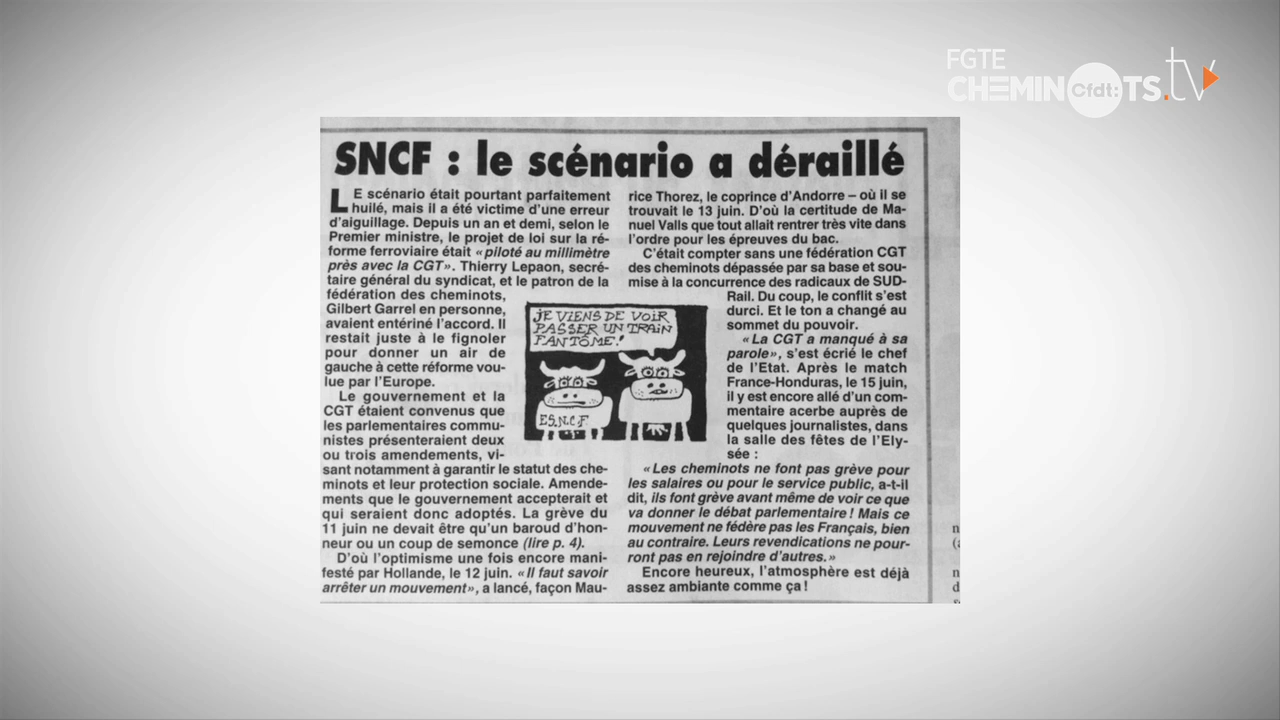 FGTE
CHEMINOTS.tv
Cfdt:
SNCF : le scénario a déraillé
LE scénario était pourtant parfaitement
huilé, mais il a été victime d'une erreur
d'aiguillage. Depuis un an et demi, selon le
Premier ministre, le projet de loi sur la ré-
forme ferroviaire était « piloté au millimètre
près avec la CGT ». Thierry Lepaon, secré-
taire général du syndicat, et le patron de la
fédération des cheminots,
Gilbert Garrel en personne,
avaient entériné l'accord. Il
restait juste à le fignoler
pour donner un air de
gauche à cette réforme vou-
lue par l'Europe.
Le gouvernement et la
CGT étaient convenus que
les parlementaires commu-
nistes présenteraient deux
ou trois amendements, vi-
sant notamment à garantir le statut des che-
minots et leur protection sociale. Amende-
ments que le gouvernement accepterait et
qui seraient donc adoptés. La grève du
11 juin ne devait être qu'un baroud d'hon-
neur ou un coup de semonce (lire p. 4).
D'où l'optimisme une fois encore mani-
festé par Hollande, le 12 juin. « Il faut savoir
arrêter un mouvement », a lancé, façon Mau-
rice Thorez, le coprince d'Andorre – où il se
trouvait le 13 juin. D'où la certitude de Ma-
nuel Valls que tout allait rentrer très vite dans
l'ordre pour les épreuves du bac.
C'était compter sans une fédération CGT
des cheminots dépassée par sa base et sou-
mise à la concurrence des radicaux de SUD-
Rail. Du coup, le conflit s'est
durci. Et le ton a changé au
sommet du pouvoir.
« La CGT a manqué à sa
parole », s'est écrié le chef
de l'Etat. Après le match
France-Honduras, le 15 juin,
il y est encore allé d'un com-
mentaire acerbe auprès de
quelques journalistes, dans
la salle des fêtes de l'Ely-
sée :
« Les cheminots ne font pas grève pour
les salaires ou pour le service public, a-t-il
dit, ils font grève avant même de voir ce que
va donner le débat parlementaire ! Mais ce
mouvement ne fédère pas les Français, bien
au contraire. Leurs revendications ne pour-
ront pas en rejoindre d'autres. »
Encore heureux, l'atmosphère est déjà
assez ambiante comme ça !
JE VIENS DE VOIR
PASSER UN TRAIN
FANTÔME !
E.S.N.C.F.